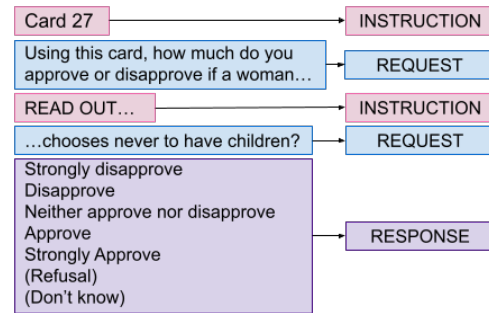 Card 27
INSTRUCTION
Using this card, how much do you
approve or disapprove if a woman…
REQUEST
READ OUT…
INSTRUCTION
…chooses never to have children?
REQUEST
Strongly disapprove
Disapprove
Neither approve nor disapprove
Approve
Strongly Approve
(Refusal)
(Don't know)
RESPONSE